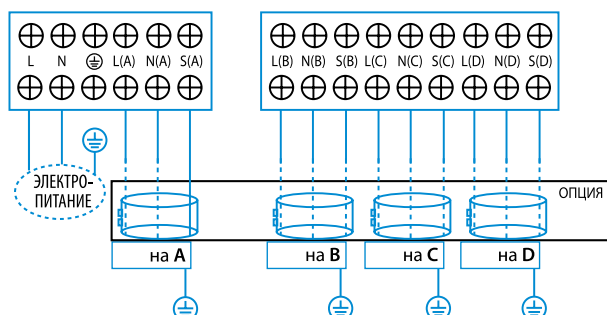 L N L(A) N(A) S(A)
L(B) N(B) S(B) L(C) N(C) S(C) L(D) N(D) S(D)
ЭЛЕКТРО-
ПИТАНИЕ
ОПЦИЯ
на A
на B
на C
на D